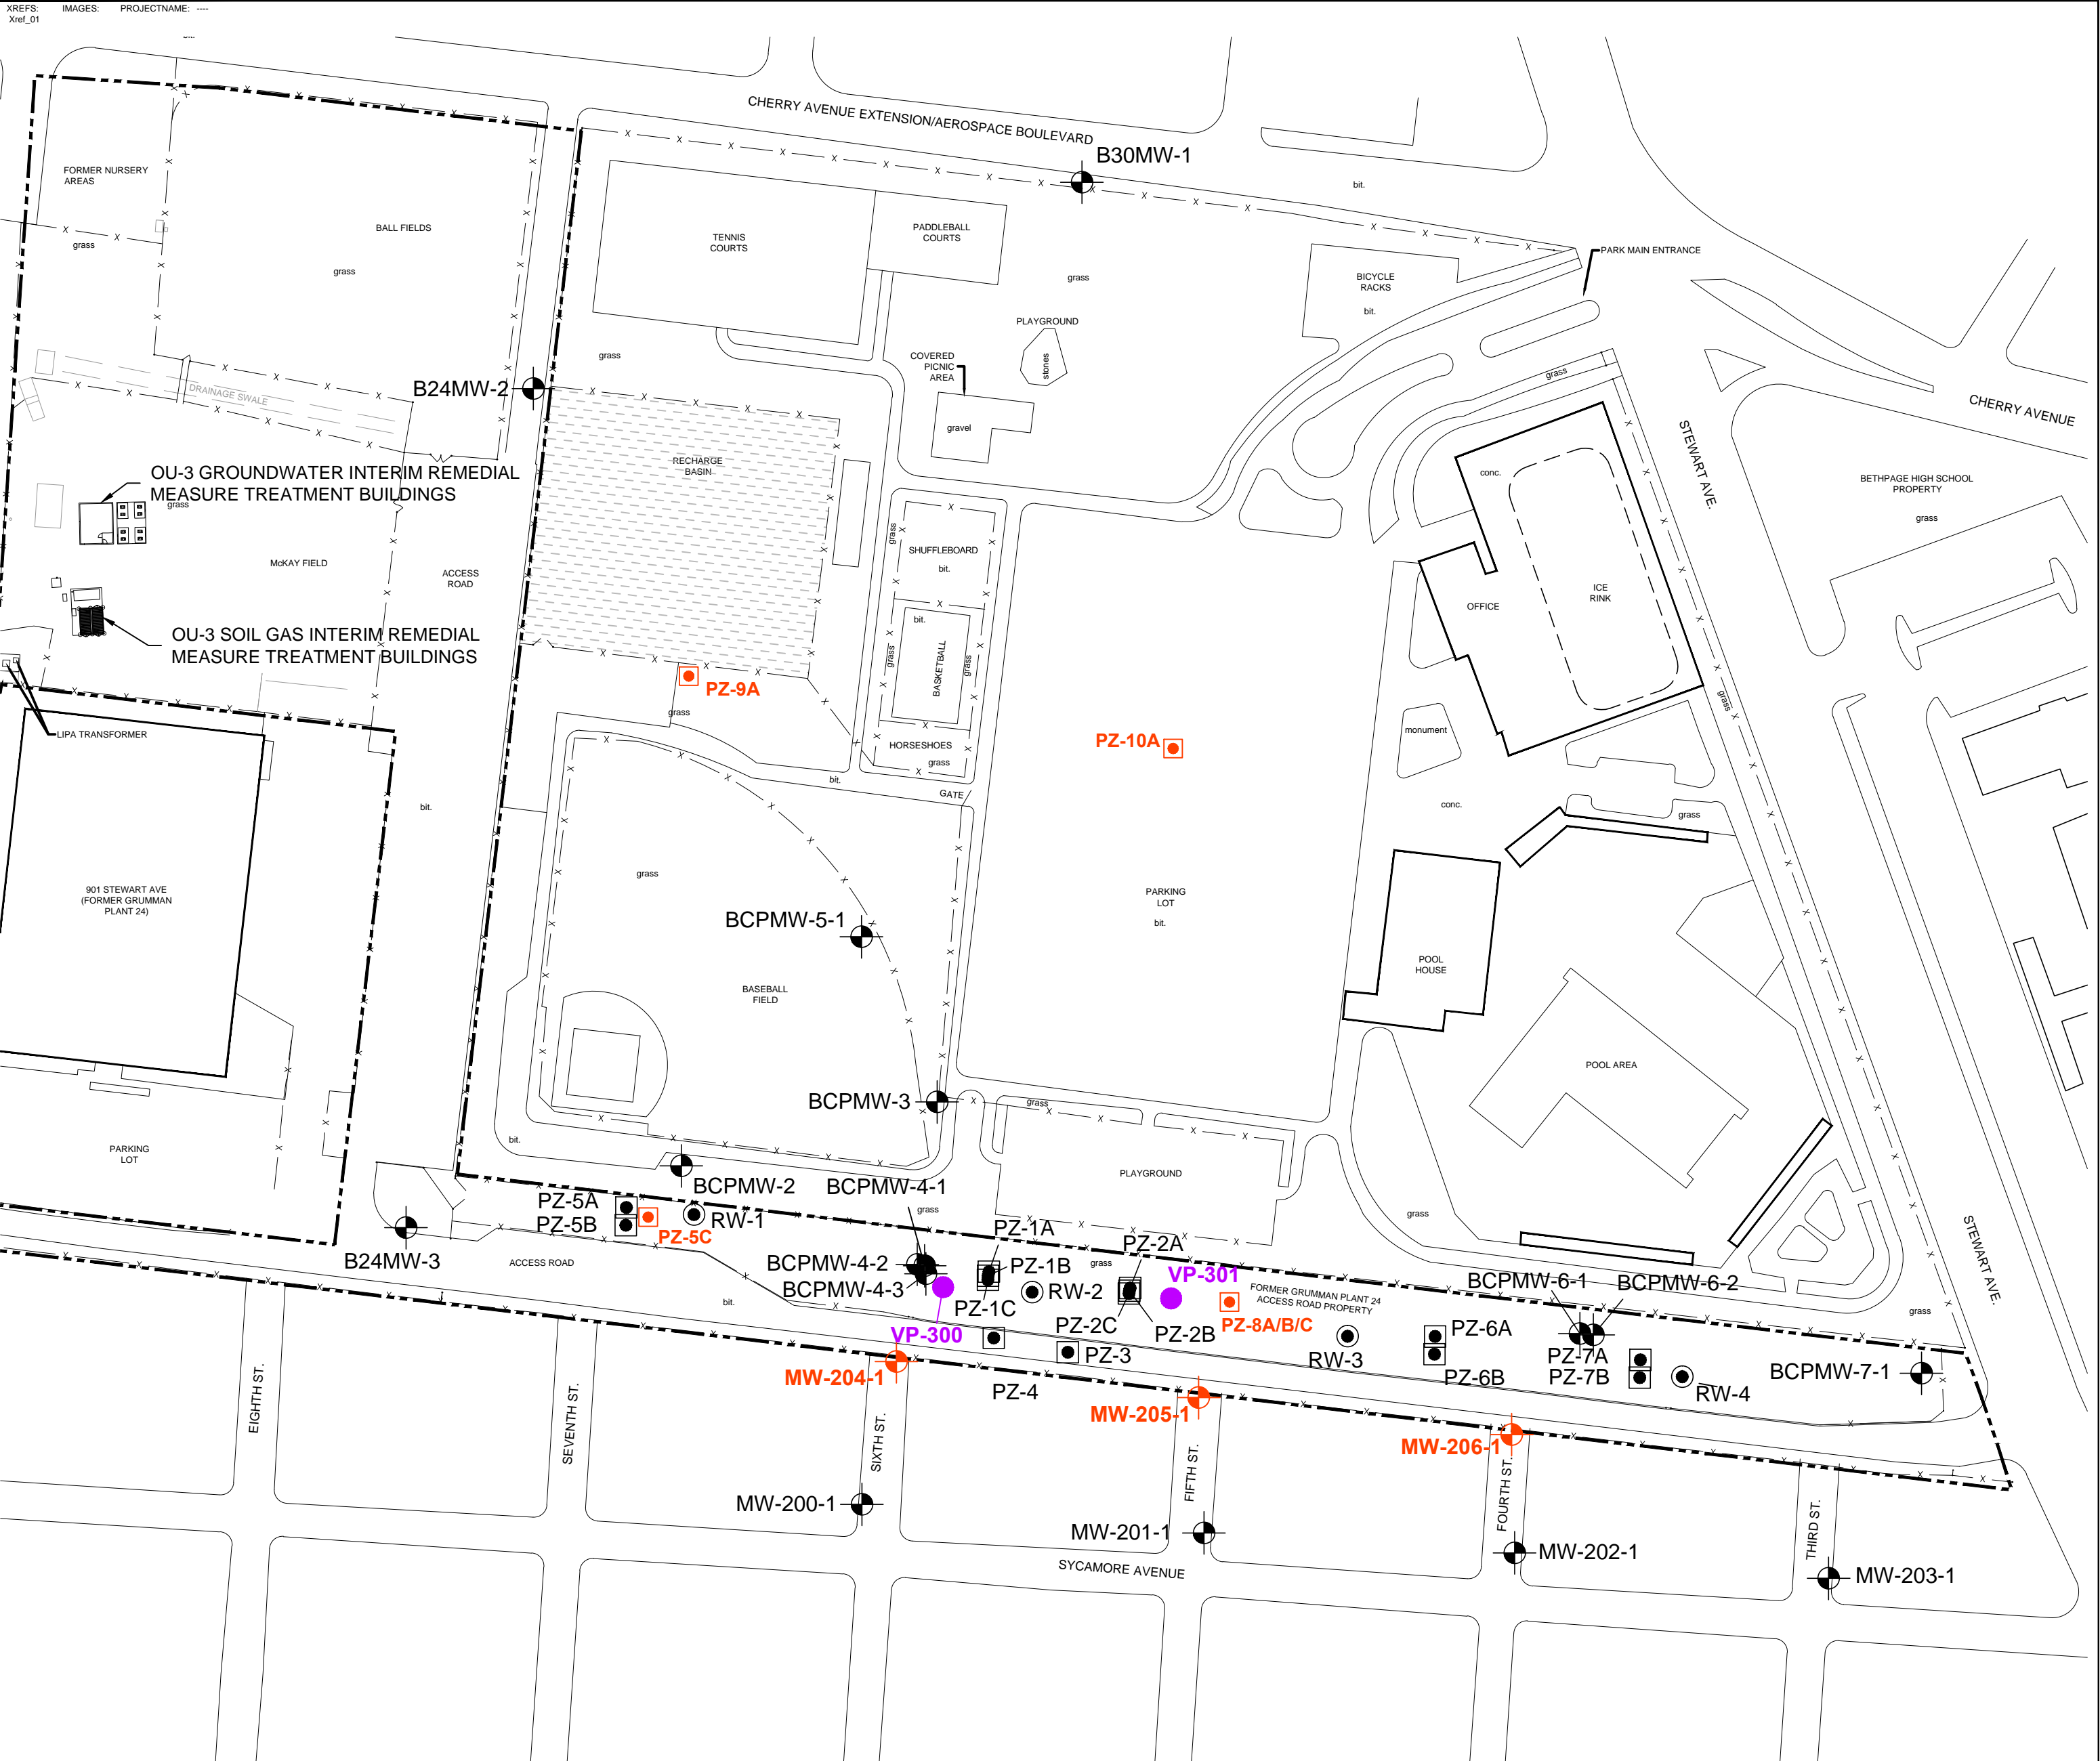 XREFS: IMAGES: PROJECTNAME: ----
Xref_01
bit.
CHERRY AVENUE EXTENSION/AEROSPACE BOULEVARD
B30MW-1
bit.
FORMER NURSERY
AREAS
grass
BALL FIELDS
grass
TENNIS
COURTS
PADDLEBALL
COURTS
grass
BICYCLE
RACKS
bit.
PARK MAIN ENTRANCE
PLAYGROUND
stones
grass
COVERED
PICNIC
AREA
gravel
B24MW-2
DRAINAGE SWALE
grass
CHERRY AVENUE
STEWART AVE.
OU-3 GROUNDWATER INTERIM REMEDIAL
MEASURE TREATMENT BUILDINGS
grass
RECHARGE
BASIN
conc.
BETHPAGE HIGH SCHOOL
PROPERTY
grass
McKAY FIELD
ACCESS
ROAD
grass
SHUFFLEBOARD
bit.
OFFICE
ICE
RINK
OU-3 SOIL GAS INTERIM REMEDIAL
MEASURE TREATMENT BUILDINGS
bit.
grass
BASKETBALL
grass
PZ-9A
grass
grass
LIPA TRANSFORMER
PZ-10A
monument
HORSESHOES
grass
bit.
GATE
bit.
conc.
grass
901 STEWART AVE
(FORMER GRUMMAN
PLANT 24)
grass
PARKING
LOT
bit.
BCPMW-5-1
POOL
HOUSE
BASEBALL
FIELD
POOL AREA
BCPMW-3
grass
bit.
PARKING
LOT
PLAYGROUND
BCPMW-2
BCPMW-4-1
grass
PZ-5A
PZ-5B
PZ-5C
RW-1
grass
STEWART AVE.
B24MW-3
ACCESS ROAD
PZ-1A
PZ-2A
BCPMW-4-2
BCPMW-4-3
PZ-1B
grass
VP-301
RW-2
PZ-1C
bit.
FORMER GRUMMAN PLANT 24
ACCESS ROAD PROPERTY
BCPMW-6-1
BCPMW-6-2
grass
VP-300
PZ-2C
PZ-2B
PZ-8A/B/C
PZ-6A
PZ-3
RW-3
PZ-7A
PZ-7B
PZ-6B
BCPMW-7-1
MW-204-1
PZ-4
RW-4
MW-205-1
MW-206-1
EIGHTH ST.
SEVENTH ST.
SIXTH ST.
FIFTH ST.
FOURTH ST.
THIRD ST.
MW-200-1
MW-201-1
MW-202-1
MW-203-1
SYCAMORE AVENUE